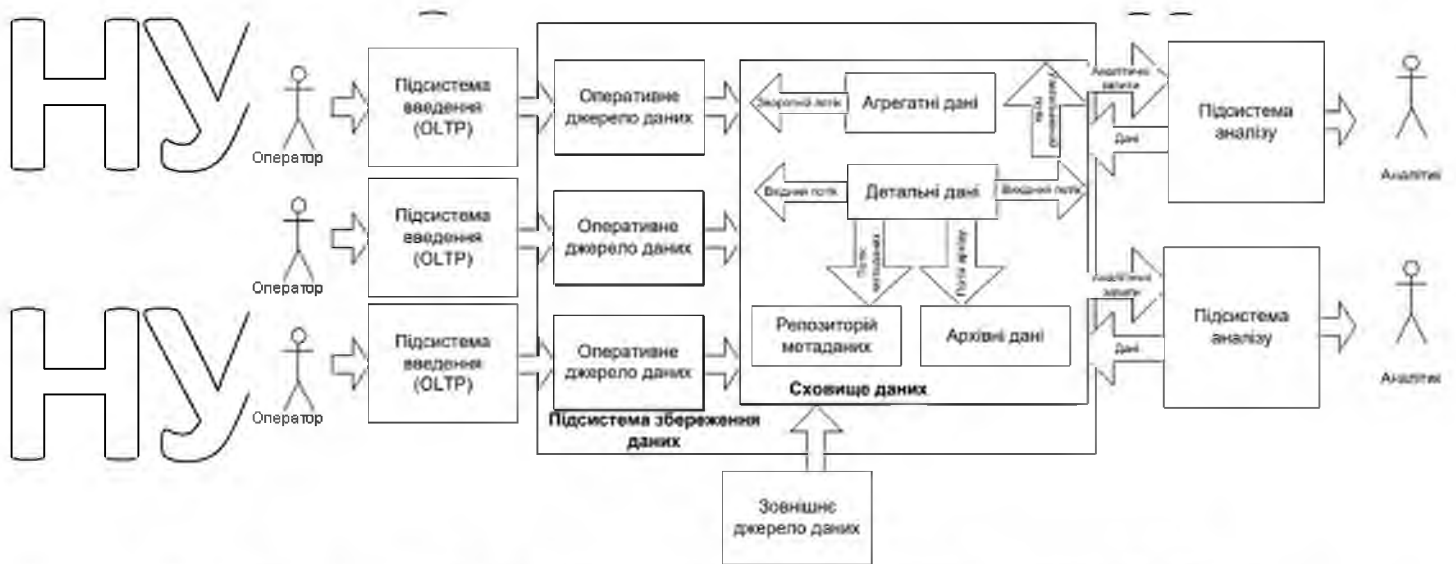 НУ
Оператор
Підсистема
введення
(OLTP)
Оперативне
джерело даних
Зворотній потік
Агрегатні дані
Аналітичні
запити
Дані
Підсистема
аналізу
Аналітик
Оператор
Підсистема
введення
(OLTP)
Оперативне
джерело даних
Вхідний потік
Детальні дані
Вихідний потік
Потік
метаданих
Потік архіву
НУ
Оператор
Підсистема
введення
(OLTP)
Оперативне
джерело даних
Репозиторій
метаданих
Архівні дані
Сховище даних
Підсистема збереження
даних
Аналітичні
запити
Дані
Підсистема
аналізу
Аналітик
Зовнішнє
джерело даних